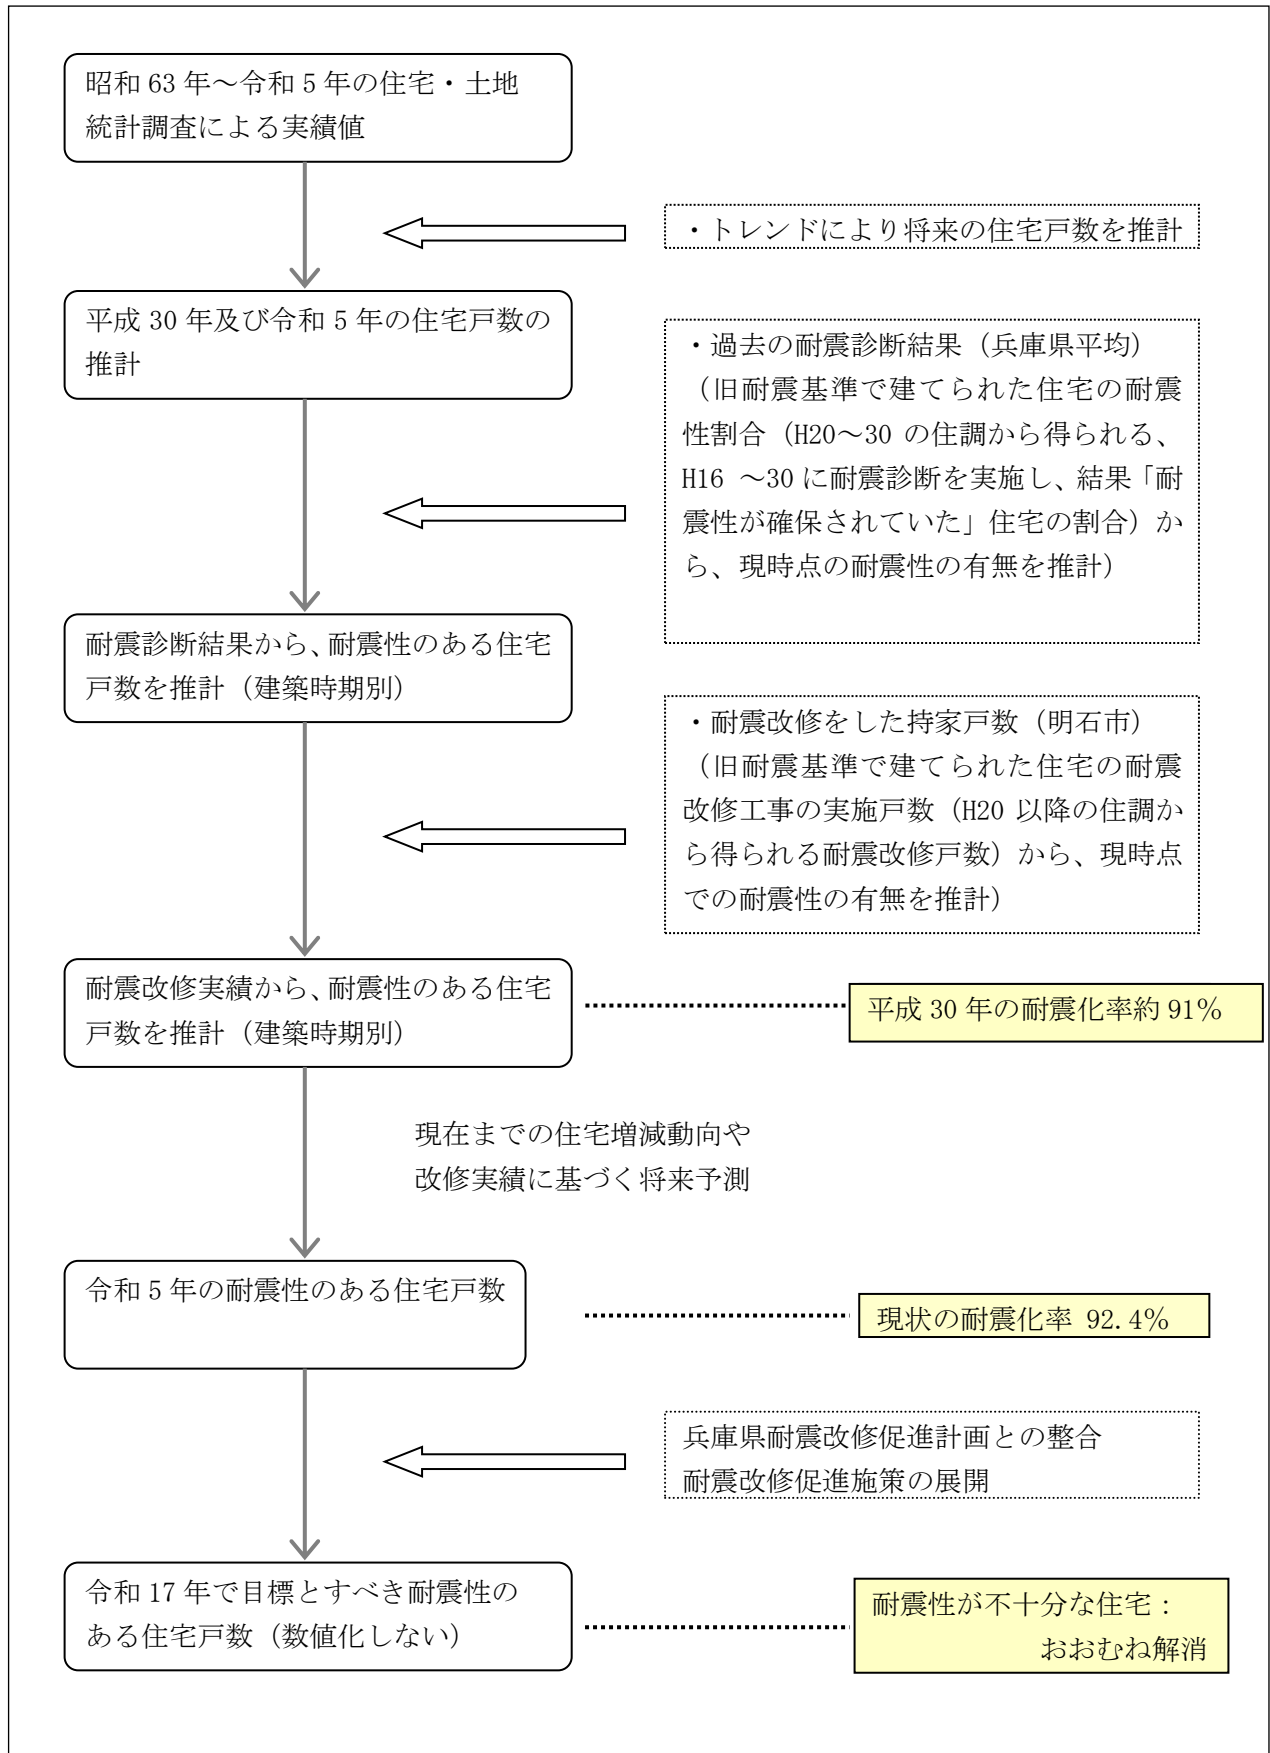 昭和 63 年～令和 5 年の住宅・土地
統計調査による実績値
・トレンドにより将来の住宅戸数を推計
平成 30 年及び令和 5 年の住宅戸数の
推計
・過去の耐震診断結果（兵庫県平均）
（旧耐震基準で建てられた住宅の耐震
性割合（H20～30 の住調から得られる、
H16 ～30 に耐震診断を実施し、結果「耐
震性が確保されていた」住宅の割合）か
ら、現時点の耐震性の有無を推計）
耐震診断結果から、耐震性のある住宅
戸数を推計（建築時期別）
・耐震改修をした持家戸数（明石市）
（旧耐震基準で建てられた住宅の耐震
改修工事の実施戸数（H20 以降の住調か
ら得られる耐震改修戸数）から、現時点
での耐震性の有無を推計）
耐震改修実績から、耐震性のある住宅
戸数を推計（建築時期別）
平成 30 年の耐震化率約 91％
現在までの住宅増減動向や
改修実績に基づく将来予測
令和 5 年の耐震性のある住宅戸数
現状の耐震化率 92.4％
兵庫県耐震改修促進計画との整合
耐震改修促進施策の展開
令和 17 年で目標とすべき耐震性の
ある住宅戸数（数値化しない）
耐震性が不十分な住宅：
おおむね解消